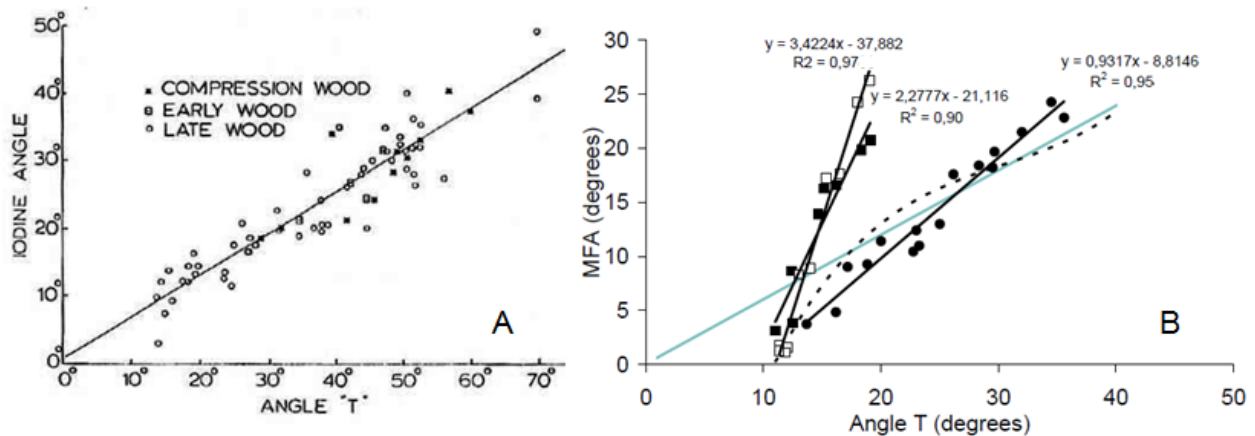 50°
40°
30°
20°
10°
0
IODINE ANGLE
COMPRESSION WOOD
EARLY WOOD
LATE WOOD
A
0° 10° 20° 30° 40° 50° 60° 70°
ANGLE "T"
y = 3,4224x - 37,882
R2 = 0,97
y = 2,2777x - 21,116
R² = 0,90
y = 0,9317x - 8,8146
R² = 0,95
30
25
20
15
10
5
0
MFA (degrees)
B
0 10 20 30 40 50
Angle T (degrees)